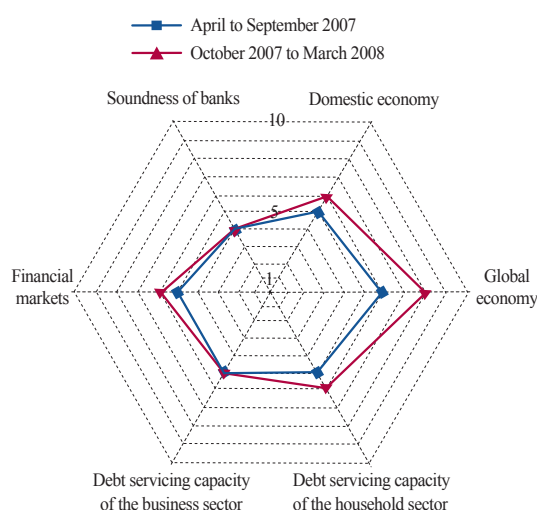 April to September 2007
October 2007 to March 2008
Soundness of banks
10
Domestic economy
5
Financial
markets
1
Global
economy
Debt servicing capacity
of the business sector
Debt servicing capacity
of the household sector